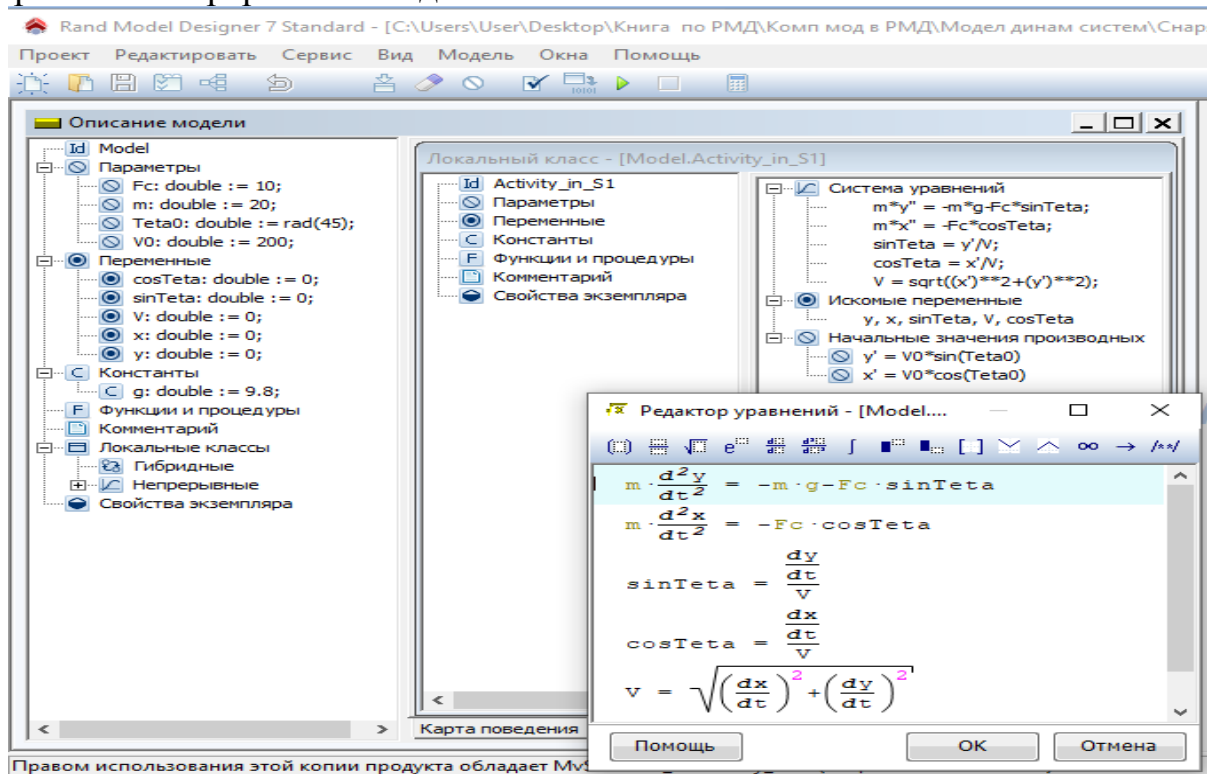 Rand Model Designer 7 Standard - [C:\Users\User\Desktop\Книга по РМД\Комп мод в РМД\Модел динам систем\Снар
Проект Редактировать Сервис Вид Модель Окна Помощь
Описание модели
Id Model
Параметры
Fc: double := 10;
m: double := 20;
Teta0: double := rad(45);
V0: double := 200;
Переменные
cosTeta: double := 0;
sinTeta: double := 0;
V: double := 0;
x: double := 0;
y: double := 0;
C Константы
C g: double := 9.8;
F Функции и процедуры
Комментарий
Локальные классы
Гибридные
Непрерывные
Свойства экземпляра
Локальный класс - [Model.Activity_in_S1]
Id Activity_in_S1
Параметры
Переменные
C Константы
F Функции и процедуры
Комментарий
Свойства экземпляра
Система уравнений
m*y" = -m*g-Fc*sinTeta;
m*x" = -Fc*cosTeta;
sinTeta = y'/V;
cosTeta = x'/V;
V = sqrt((x')**2+(y')**2);
Искомые переменные
y, x, sinTeta, V, cosTeta
Начальные значения производных
y' = V0*sin(Teta0)
x' = V0*cos(Teta0)
Карта поведения
Редактор уравнений - [Model....
m·d²y/dt² = -m·g-Fc·sinTeta
m·d²x/dt² = -Fc·cosTeta
sinTeta = dy/dt/V
cosTeta = dx/dt/V
V = √((dx/dt)²+(dy/dt)²)
Помощь OK Отмена
Правом использования этой копии продукта обладает